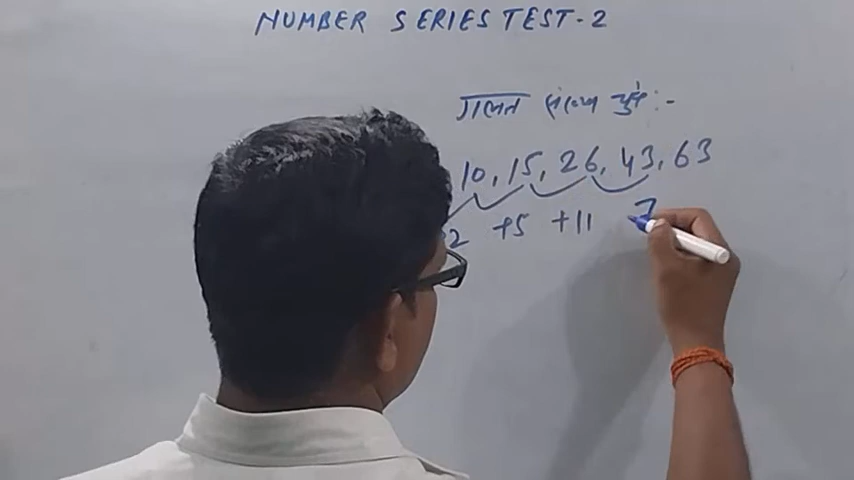 NUMBER SERIES TEST-2
गलत संख्या ढूंढे :-
10, 15, 26, 43, 63
2 +5 +11